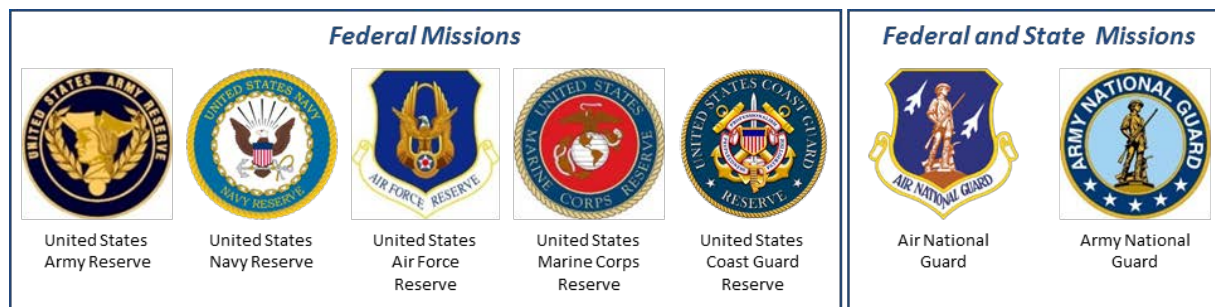 Federal Missions
Federal and State Missions
UNITED STATES ARMY RESERVE
UNITED STATES NAVY
NAVY RESERVE
AIR FORCE RESERVE
UNITED STATES
MARINE CORPS RESERVE
UNITED STATES COAST GUARD
RESERVE
AIR NATIONAL GUARD
ARMY NATIONAL GUARD
United States
Army Reserve
United States
Navy Reserve
United States
Air Force
Reserve
United States
Marine Corps
Reserve
United States
Coast Guard
Reserve
Air National
Guard
Army National
Guard